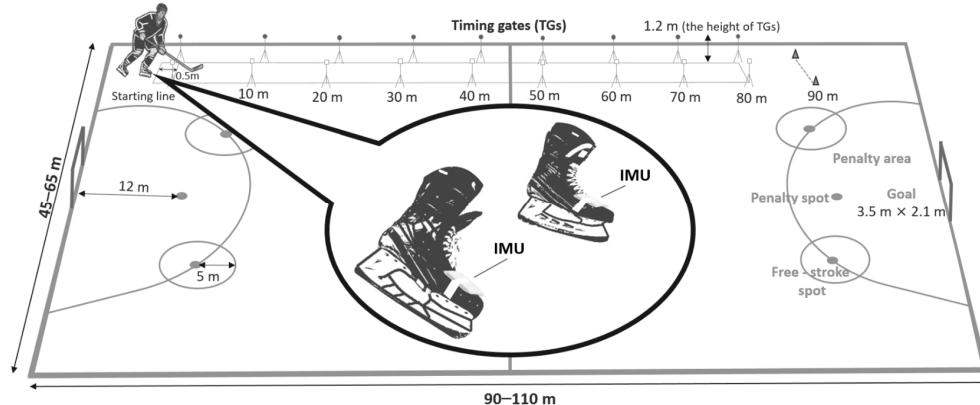 Timing gates (TGs)
1.2 m (the height of TGs)
0.5m
Starting line
10 m
20 m
30 m
40 m
50 m
60 m
70 m
80 m
90 m
45–65 m
12 m
5 m
IMU
IMU
Penalty area
Penalty spot
Goal
3.5 m × 2.1 m
Free - stroke
spot
90–110 m